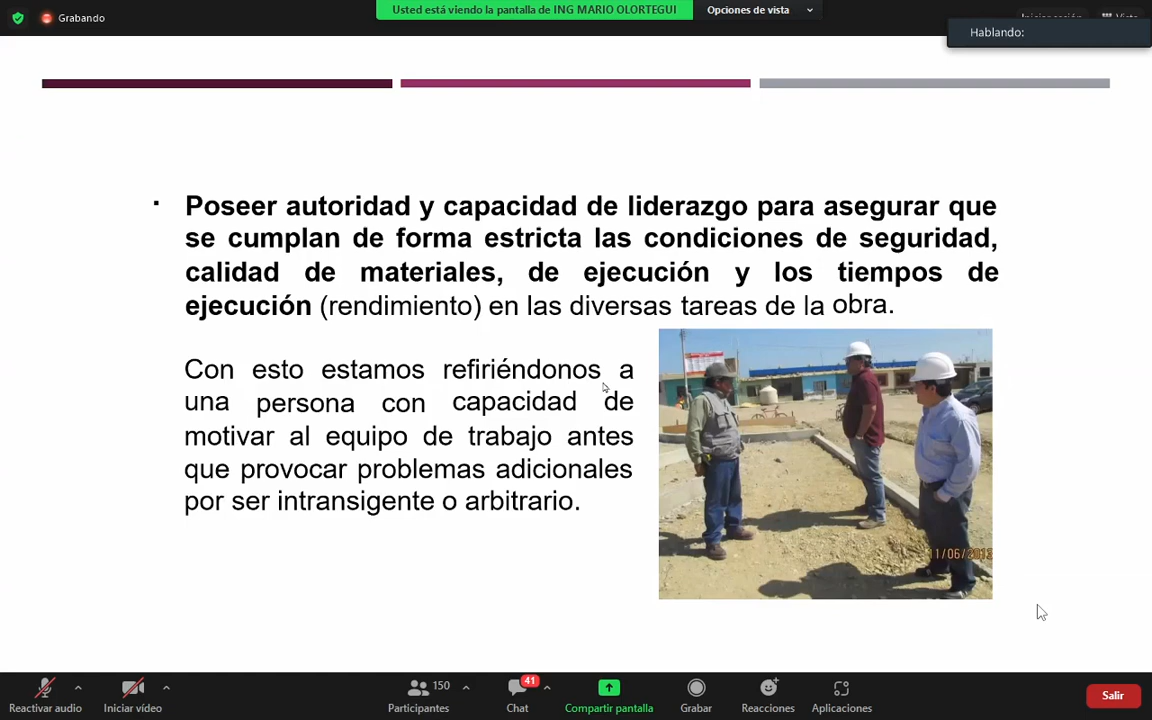 Grabando
Usted está viendo la pantalla de ING MARIO OLORTEGUI
Opciones de vista
Hablando:
· Poseer autoridad y capacidad de liderazgo para asegurar que
se cumplan de forma estricta las condiciones de seguridad,
calidad de materiales, de ejecución y los tiempos de
ejecución (rendimiento) en las diversas tareas de la obra.
Con esto estamos refiriéndonos a
una persona con capacidad de
motivar al equipo de trabajo antes
que provocar problemas adicionales
por ser intransigente o arbitrario.
11/06/2013
Reactivar audio
Iniciar vídeo
150
Participantes
41
Chat
Compartir pantalla
Grabar
Reacciones
Aplicaciones
Salir